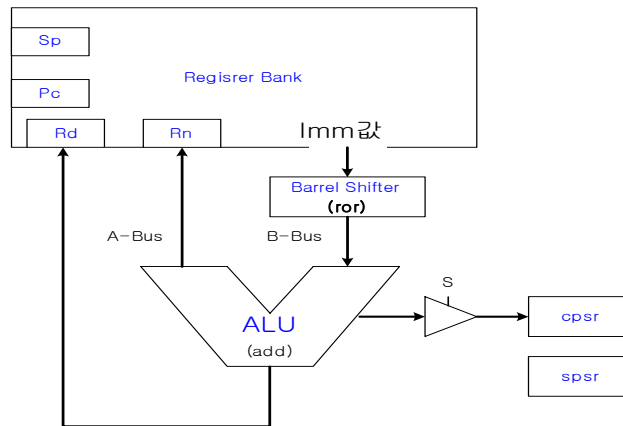 Sp
Regisrer Bank
Pc
Rd
Rn
Imm값
Barrel Shifter
(ror)
A-Bus
B-Bus
S
ALU
(add)
cpsr
spsr